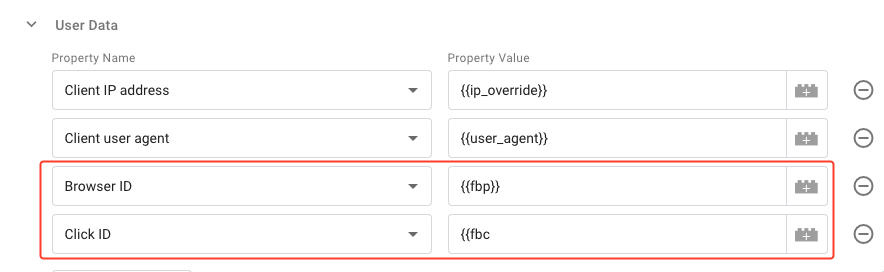 User Data
Property Name Property Value
Client IP address {{ip_override}}
Client user agent {{user_agent}}
Browser ID {{fbp}}
Click ID {{fbc